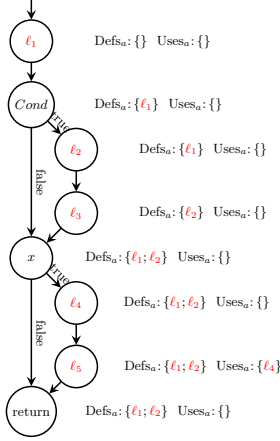 ℓ₁ Defsₐ: {} Usesₐ: {}
Cond Defsₐ: {ℓ₁} Usesₐ: {}
true
ℓ₂ Defsₐ: {ℓ₁} Usesₐ: {}
false
ℓ₃ Defsₐ: {ℓ₂} Usesₐ: {}
x Defsₐ: {ℓ₁; ℓ₂} Usesₐ: {}
true
ℓ₄ Defsₐ: {ℓ₁; ℓ₂} Usesₐ: {}
false
ℓ₅ Defsₐ: {ℓ₁; ℓ₂} Usesₐ: {ℓ₄}
return Defsₐ: {ℓ₁; ℓ₂} Usesₐ: {}